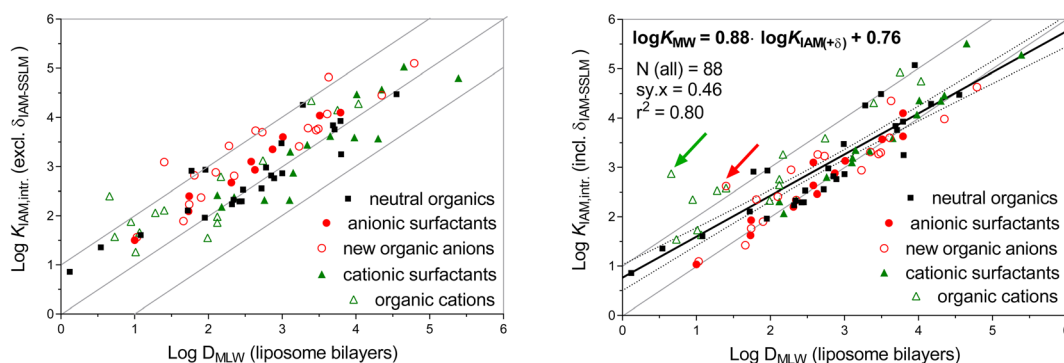 Log K_IAM,intr. (excl. δ_IAM-SSLM)
6
5
4
3
2
1
0
0 1 2 3 4 5 6
Log D_MLW (liposome bilayers)
neutral organics
anionic surfactants
new organic anions
cationic surfactants
organic cations
Log K_IAM,intr. (incl. δ_IAM-SSLM)
6
5
4
3
2
1
0
0 1 2 3 4 5 6
Log D_MLW (liposome bilayers)
logK_MW = 0.88· logK_IAM(+δ) + 0.76
N (all) = 88
sy.x = 0.46
r² = 0.80
neutral organics
anionic surfactants
new organic anions
cationic surfactants
organic cations